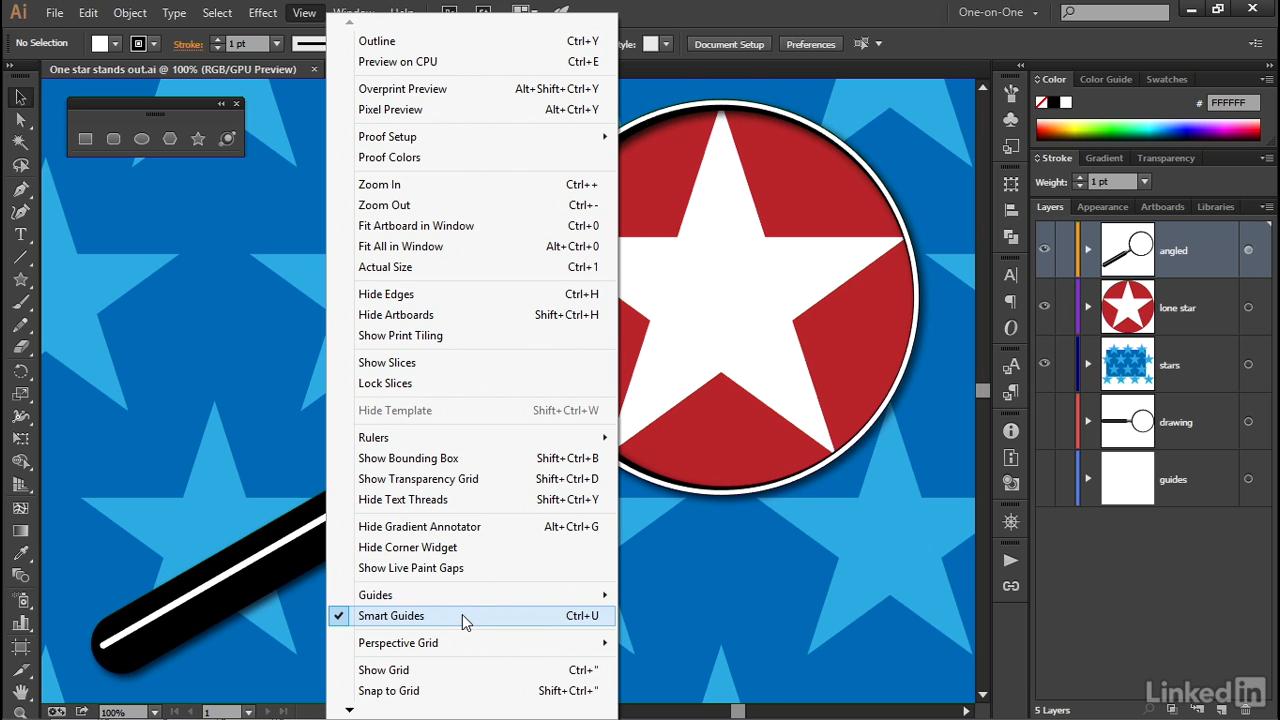 Ai File Edit Object Type Select Effect View Window Help Br St
One-on-One
No Selection Stroke: 1 pt Style: Document Setup Preferences
One star stands out.ai @ 100% (RGB/GPU Preview) ×
Outline Ctrl+Y
Preview on CPU Ctrl+E
Overprint Preview Alt+Shift+Ctrl+Y
Pixel Preview Alt+Ctrl+Y
Proof Setup
Proof Colors
Zoom In Ctrl++
Zoom Out Ctrl+-
Fit Artboard in Window Ctrl+0
Fit All in Window Alt+Ctrl+0
Actual Size Ctrl+1
Hide Edges Ctrl+H
Hide Artboards Shift+Ctrl+H
Show Print Tiling
Show Slices
Lock Slices
Hide Template Shift+Ctrl+W
Rulers
Show Bounding Box Shift+Ctrl+B
Show Transparency Grid Shift+Ctrl+D
Hide Text Threads Shift+Ctrl+Y
Hide Gradient Annotator Alt+Ctrl+G
Hide Corner Widget
Show Live Paint Gaps
Guides
Smart Guides Ctrl+U
Perspective Grid
Show Grid Ctrl+"
Snap to Grid Shift+Ctrl+"
Color Color Guide Swatches
# FFFFFF
Stroke Gradient Transparency
Weight: 1 pt
Layers Appearance Artboards Libraries
angled
lone star
stars
drawing
guides
5 Layers
100% 1
Linked in